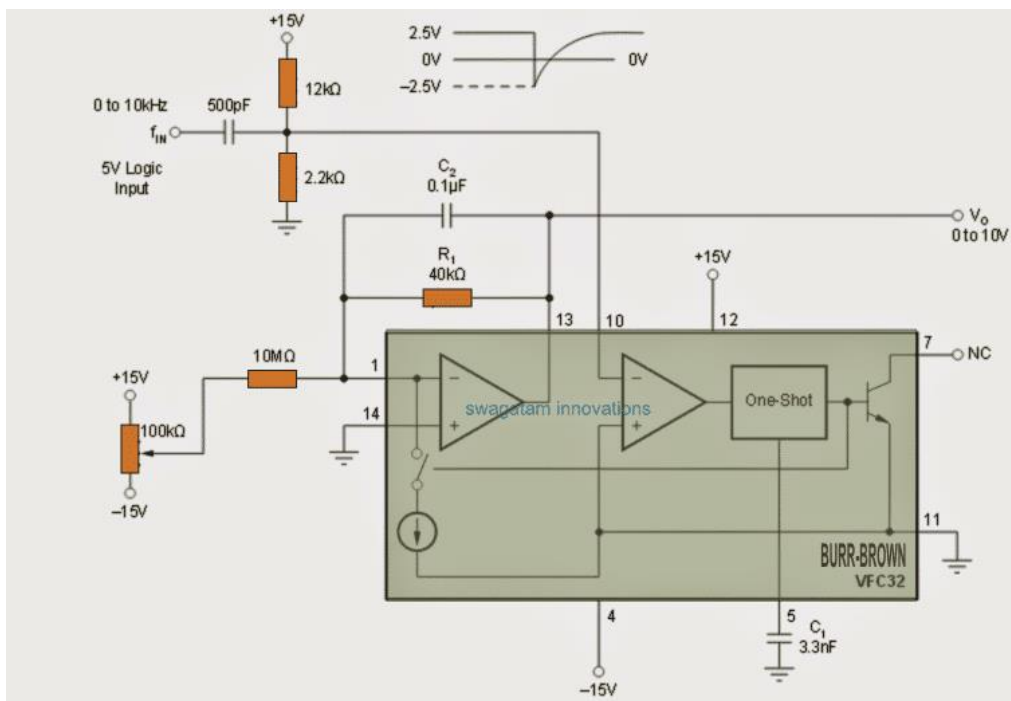 +15V
2.5V
0V
0V
–2.5V
12kΩ
0 to 10kHz
500pF
fIN
5V Logic
Input
2.2kΩ
C2
0.1µF
Vo
0 to 10V
R1
40kΩ
+15V
13
10
12
7
NC
10MΩ
1
+15V
−
−
One-Shot
swagatam innovations
14
100kΩ
+
+
–15V
11
BURR-BROWN
VFC32
4
5
C1
3.3nF
–15V